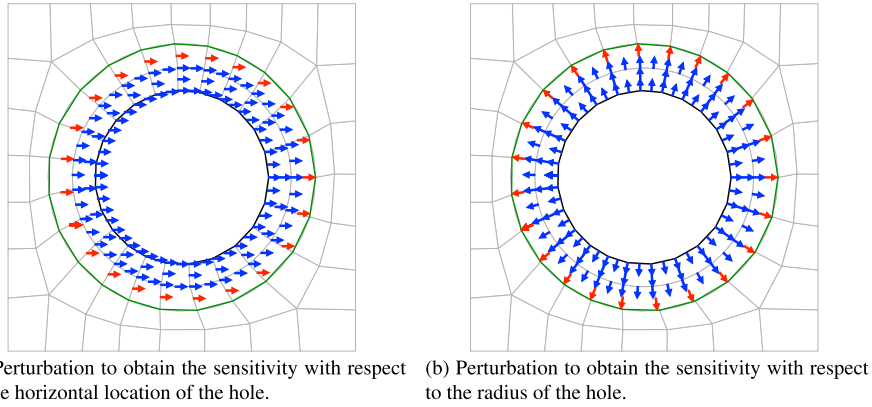 Perturbation to obtain the sensitivity with respect
e horizontal location of the hole.
(b) Perturbation to obtain the sensitivity with respect
to the radius of the hole.